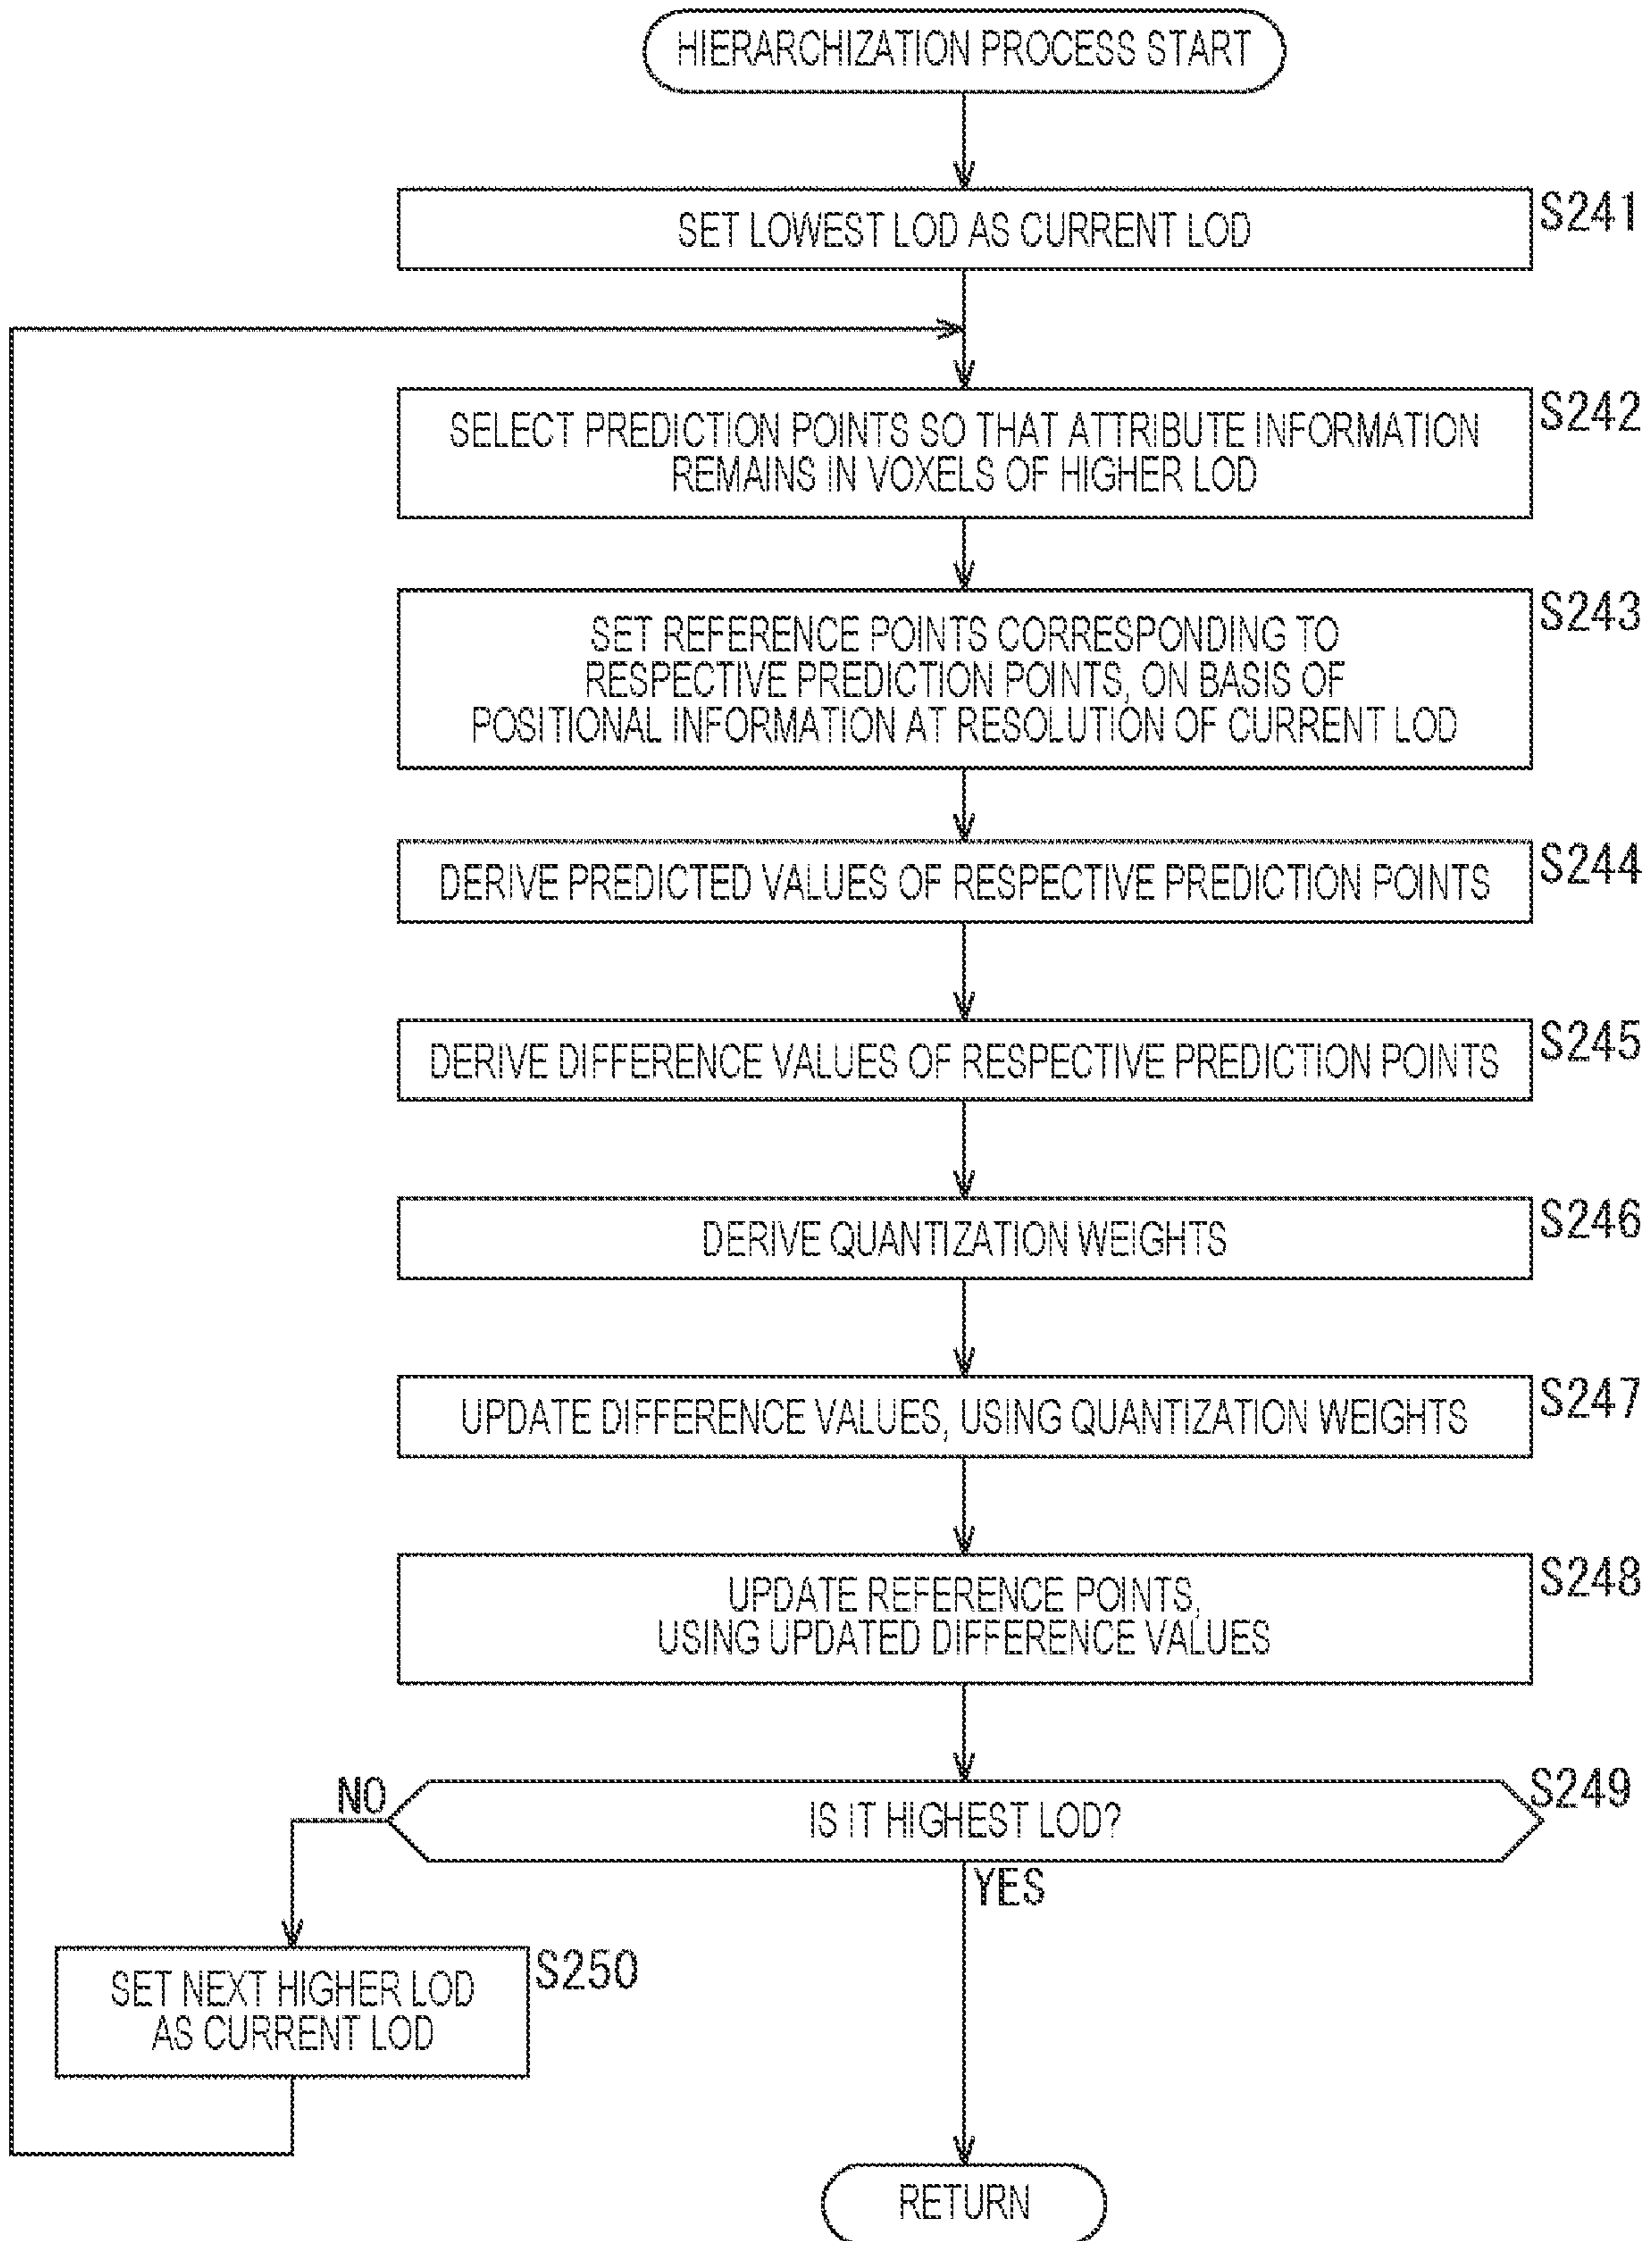 HIERARCHIZATION PROCESS START
SET LOWEST LOD AS CURRENT LOD
S241
SELECT PREDICTION POINTS SO THAT ATTRIBUTE INFORMATION
REMAINS IN VOXELS OF HIGHER LOD
S242
SET REFERENCE POINTS CORRESPONDING TO
RESPECTIVE PREDICTION POINTS, ON BASIS OF
POSITIONAL INFORMATION AT RESOLUTION OF CURRENT LOD
S243
DERIVE PREDICTED VALUES OF RESPECTIVE PREDICTION POINTS
S244
DERIVE DIFFERENCE VALUES OF RESPECTIVE PREDICTION POINTS
S245
DERIVE QUANTIZATION WEIGHTS
S246
UPDATE DIFFERENCE VALUES, USING QUANTIZATION WEIGHTS
S247
UPDATE REFERENCE POINTS,
USING UPDATED DIFFERENCE VALUES
S248
IS IT HIGHEST LOD?
S249
NO
YES
SET NEXT HIGHER LOD
AS CURRENT LOD
S250
RETURN